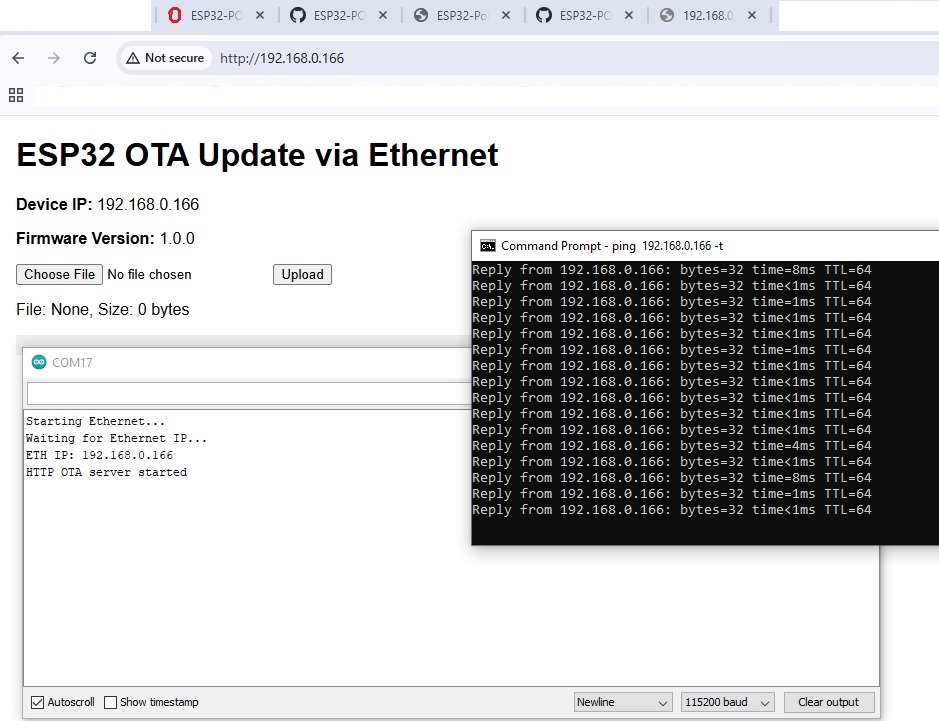 ESP32-PO
ESP32-PO
ESP32-Po
ESP32-PO
192.168.0.
Not secure
http://192.168.0.166
ESP32 OTA Update via Ethernet
Device IP: 192.168.0.166
Firmware Version: 1.0.0
Choose File No file chosen Upload
File: None, Size: 0 bytes
Command Prompt - ping 192.168.0.166 -t
Reply from 192.168.0.166: bytes=32 time=8ms TTL=64
Reply from 192.168.0.166: bytes=32 time<1ms TTL=64
Reply from 192.168.0.166: bytes=32 time=1ms TTL=64
Reply from 192.168.0.166: bytes=32 time<1ms TTL=64
Reply from 192.168.0.166: bytes=32 time<1ms TTL=64
Reply from 192.168.0.166: bytes=32 time=1ms TTL=64
Reply from 192.168.0.166: bytes=32 time<1ms TTL=64
Reply from 192.168.0.166: bytes=32 time<1ms TTL=64
Reply from 192.168.0.166: bytes=32 time<1ms TTL=64
Reply from 192.168.0.166: bytes=32 time<1ms TTL=64
Reply from 192.168.0.166: bytes=32 time<1ms TTL=64
Reply from 192.168.0.166: bytes=32 time=4ms TTL=64
Reply from 192.168.0.166: bytes=32 time<1ms TTL=64
Reply from 192.168.0.166: bytes=32 time=8ms TTL=64
Reply from 192.168.0.166: bytes=32 time=1ms TTL=64
Reply from 192.168.0.166: bytes=32 time<1ms TTL=64
COM17
Starting Ethernet...
Waiting for Ethernet IP...
ETH IP: 192.168.0.166
HTTP OTA server started
Autoscroll Show timestamp Newline 115200 baud Clear output